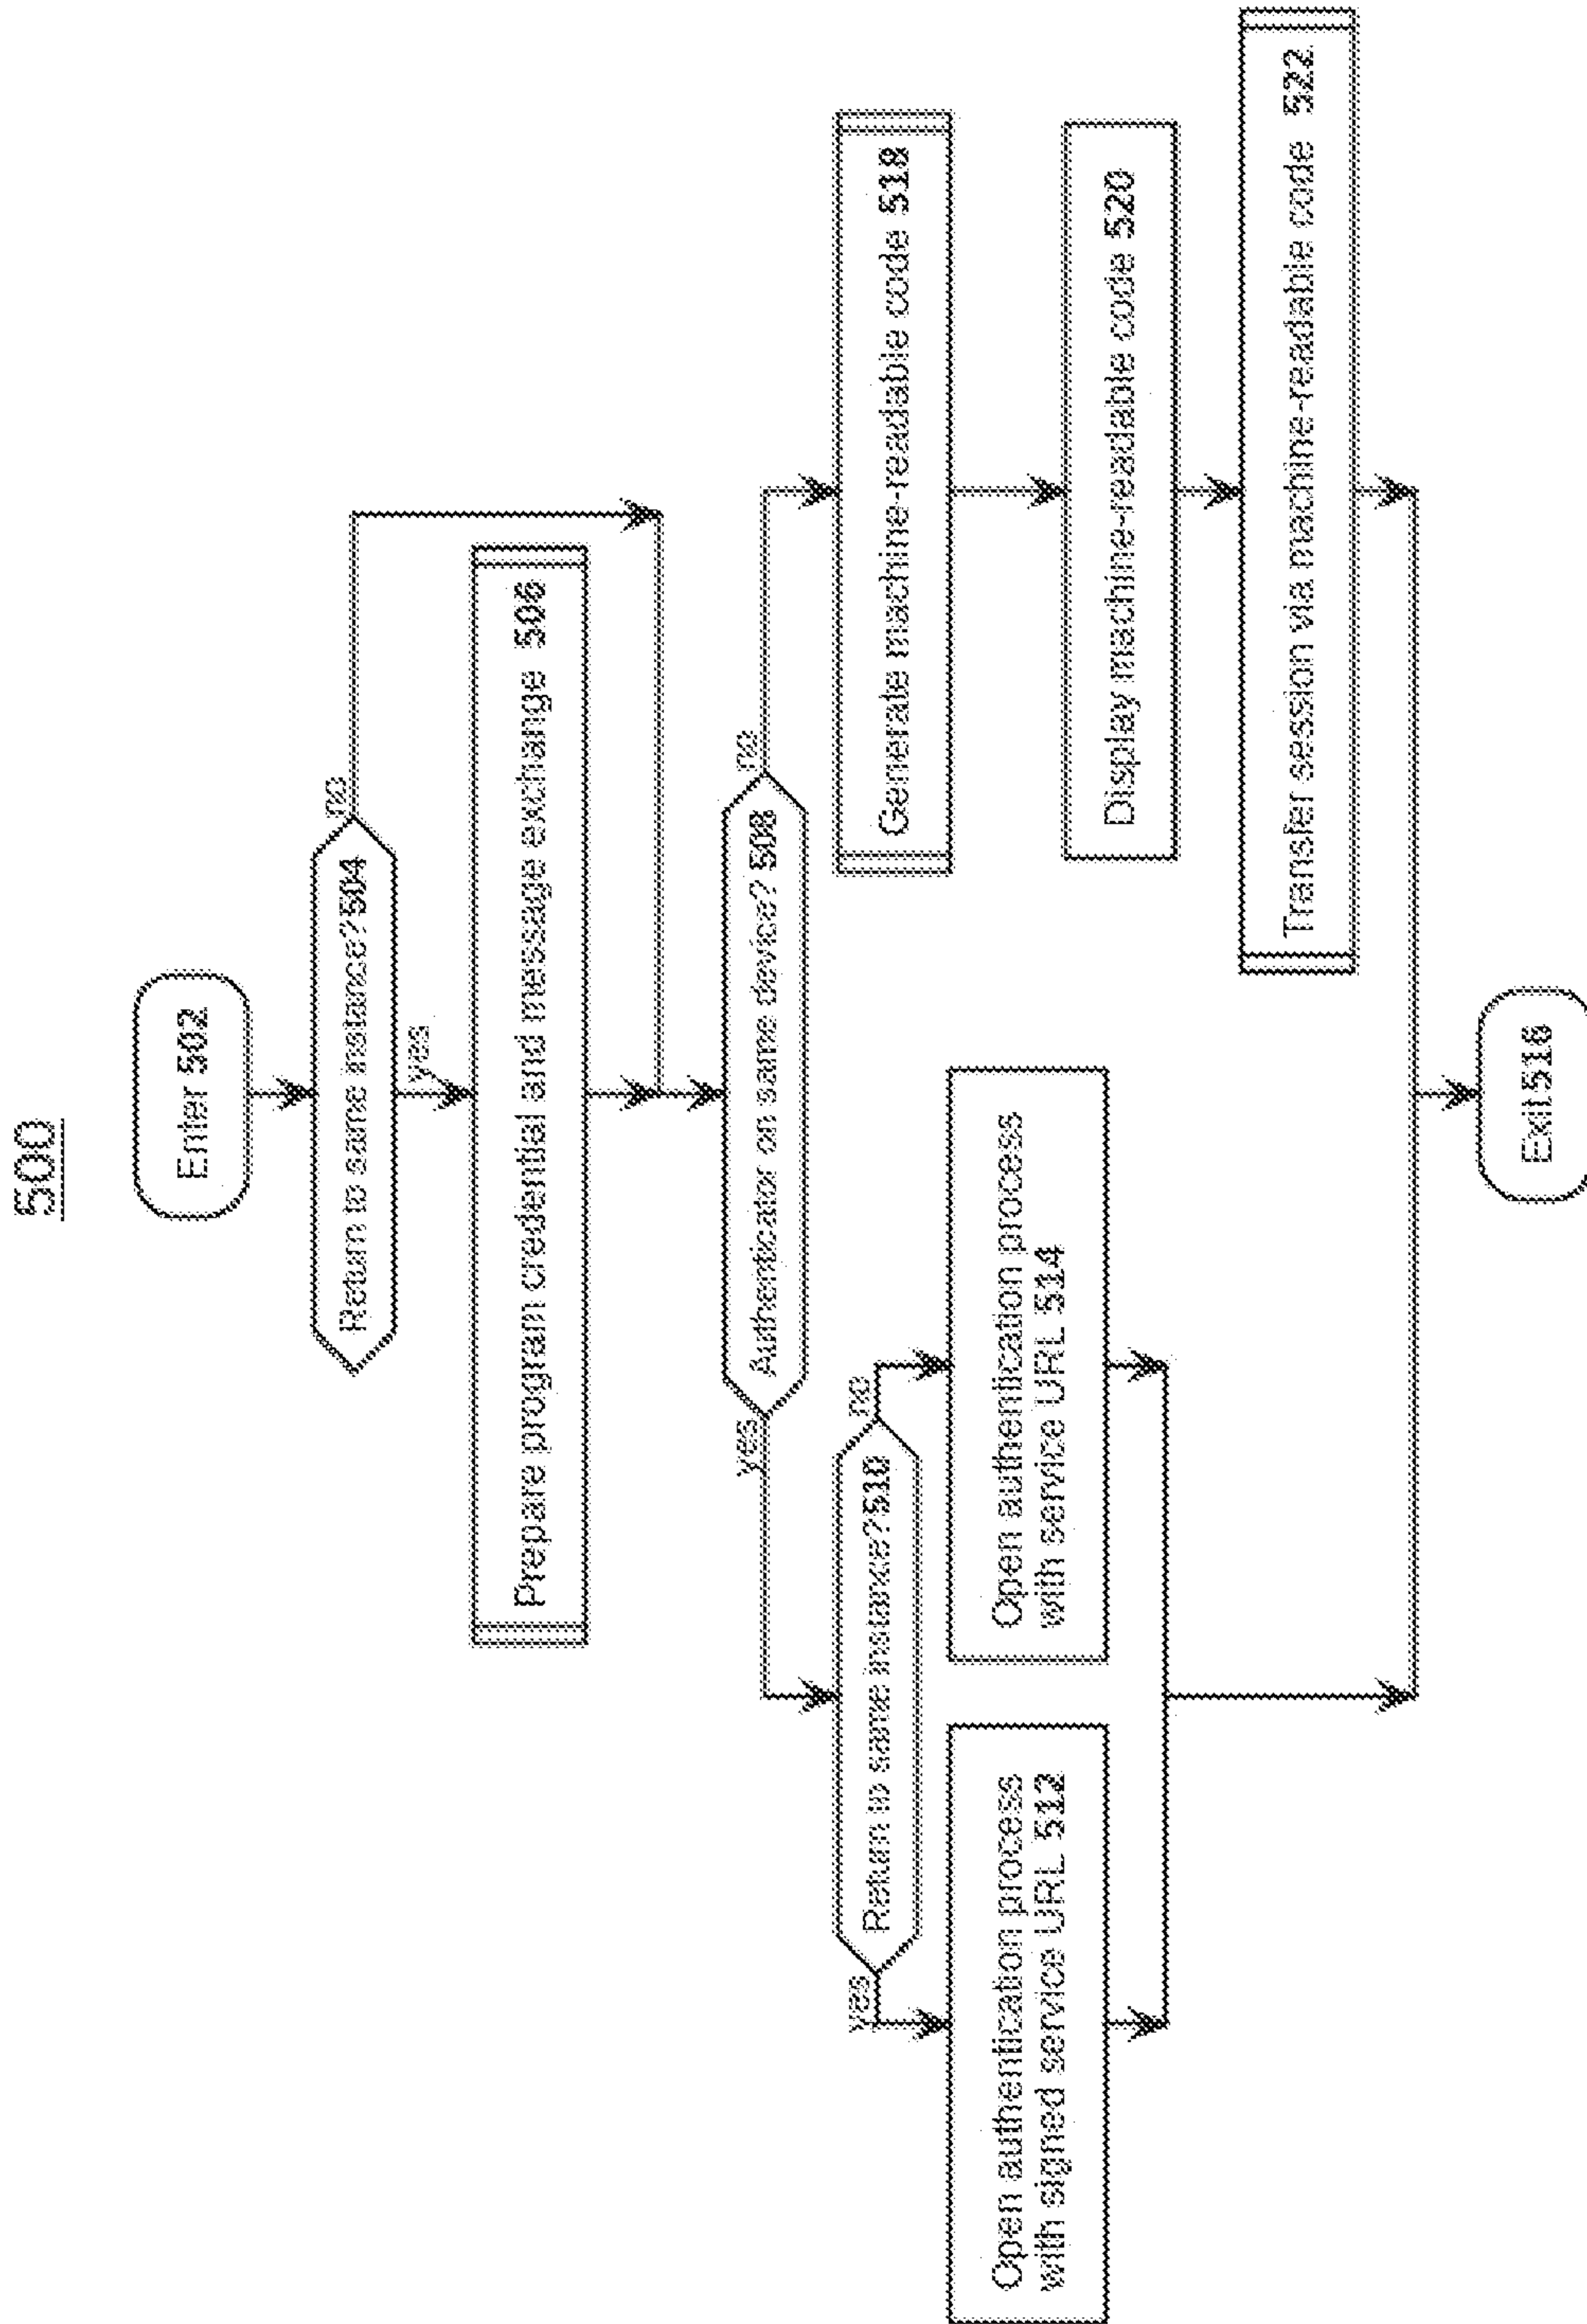 500
Enter 502
Return to same instance? 504
no
yes
Prepare program credential and message exchange 506
Authenticator on same device? 508
yes
no
Return to same instance? 510
yes
no
Open authentication process
with signed service URL 512
Open authentication process
with service URL 514
Generate machine-readable code 518
Display machine-readable code 520
Transfer session via machine-readable code 522
Exit 516